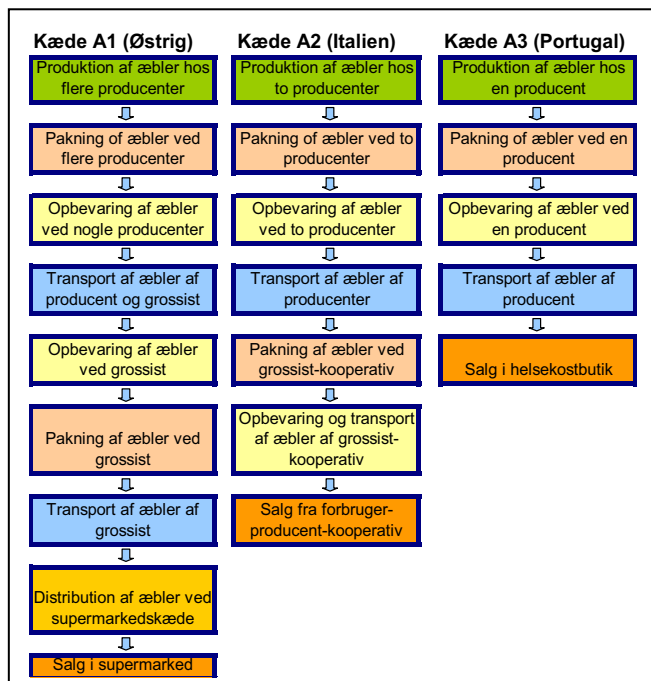 Kæde A1 (Østrig)
Produktion af æbler hos
flere producenter
Pakning of æbler ved
flere producenter
Opbevaring af æbler
ved nogle producenter
Transport af æbler af
producent og grossist
Opbevaring af æbler
ved grossist
Pakning af æbler ved
grossist
Transport af æbler af
grossist
Distribution af æbler ved
supermarkedskæde
Salg i supermarked
Kæde A2 (Italien)
Produktion af æbler hos
to producenter
Pakning of æbler ved to
producenter
Opbevaring af æbler
ved to producenter
Transport af æbler af
producenter
Pakning af æbler ved
grossist-kooperativ
Opbevaring og transport
af æbler af grossist-
kooperativ
Salg fra forbruger-
producent-kooperativ
Kæde A3 (Portugal)
Produktion af æbler hos
en producent
Pakning of æbler ved en
producent
Opbevaring af æbler ved
en producent
Transport af æbler af
producent
Salg i helsekostbutik